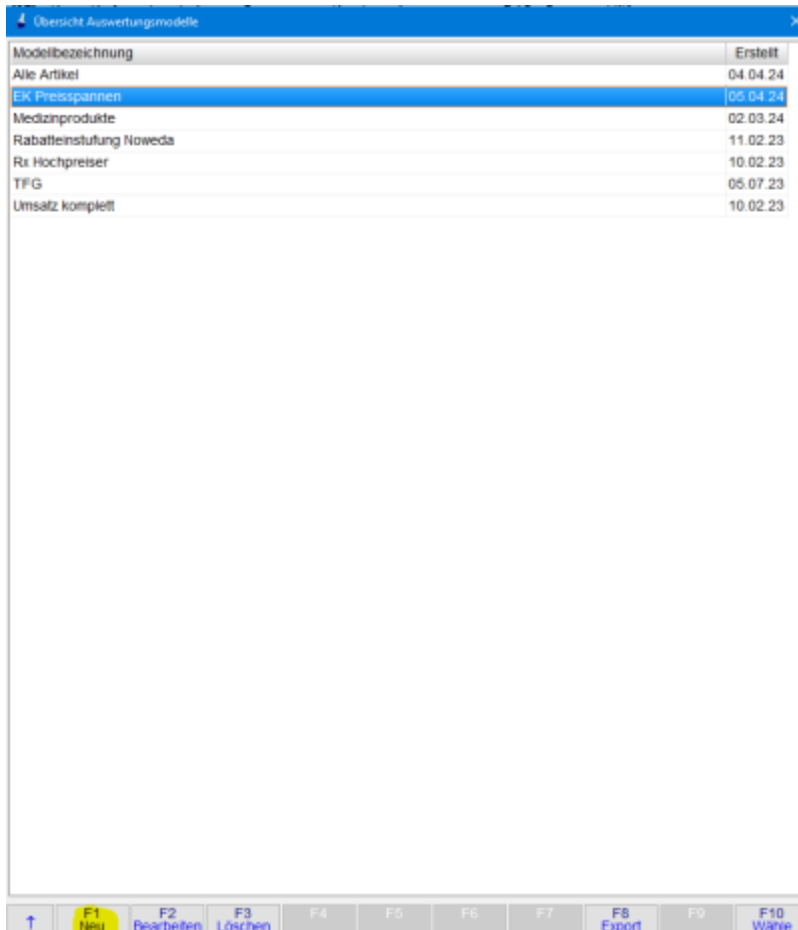 Übersicht Auswertungsmodelle
Modellbezeichnung Erstellt
Alle Artikel 04.04.24
EK Preisspannen 05.04.24
Medizinprodukte 02.03.24
Rabatteinstufung Noweda 11.02.23
Rx Hochpreiser 10.02.23
TFG 05.07.23
Umsatz komplett 10.02.23
↑ F1 F2 F3 F4 F5 F6 F7 F8 F9 F10
Neu Bearbeiten Löschen Export Wähle